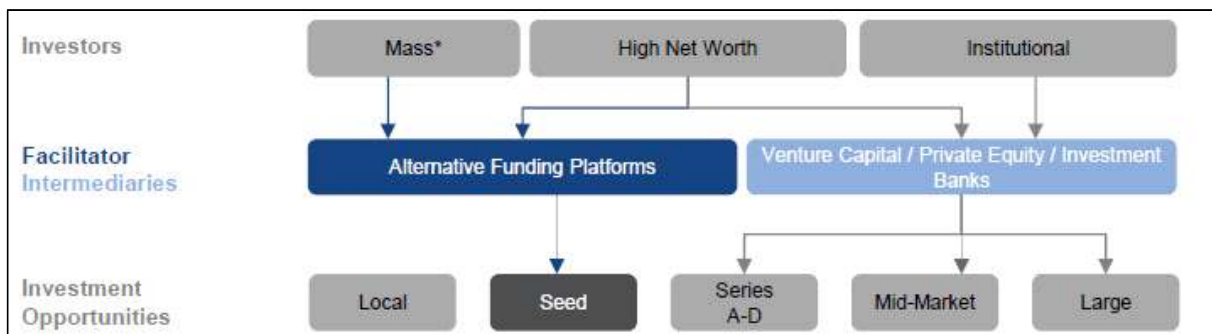 Investors
Mass*
High Net Worth
Institutional
Facilitator
Intermediaries
Alternative Funding Platforms
Venture Capital / Private Equity / Investment
Banks
Investment
Opportunities
Local
Seed
Series
A-D
Mid-Market
Large